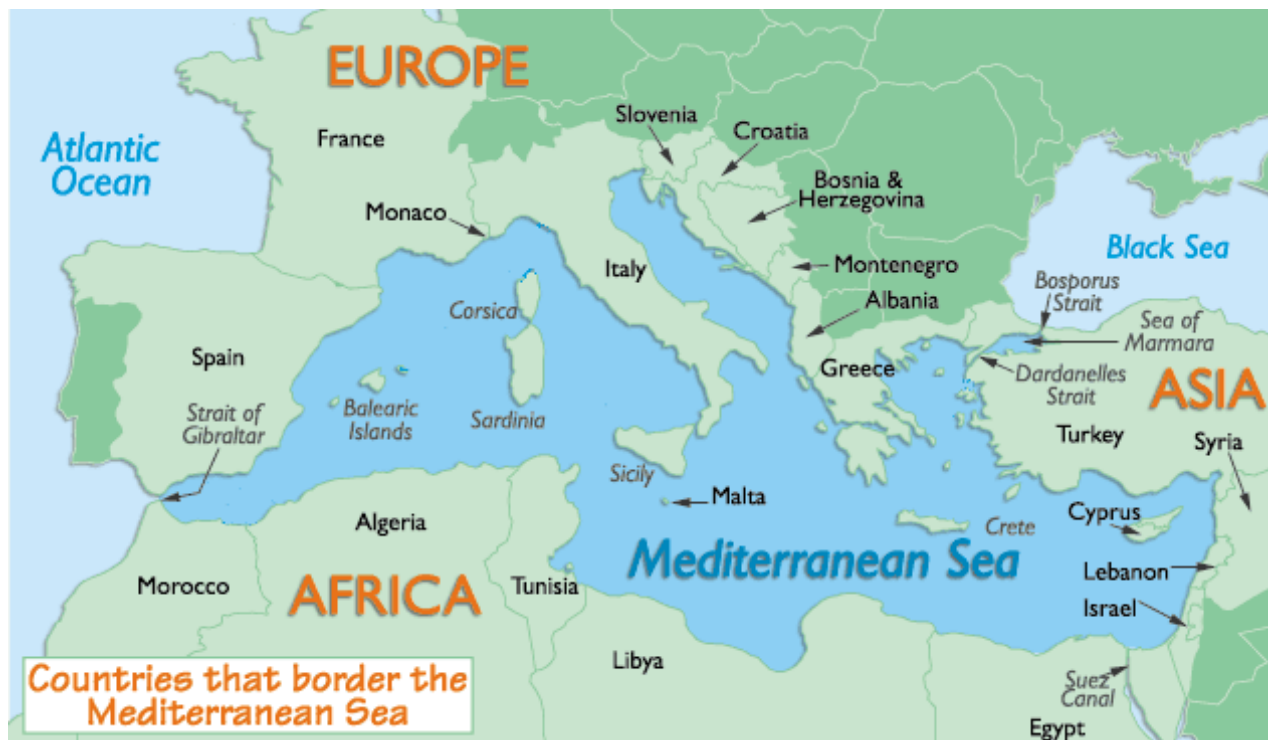 EUROPE
Slovenia
Croatia
France
Atlantic
Ocean
Bosnia &
Herzegovina
Monaco
Black Sea
Italy
Montenegro
Bosporus
Strait
Corsica
Albania
Sea of
Marmara
Spain
Greece
Dardanelles
Strait
ASIA
Strait of
Gibraltar
Balearic
Islands
Sardinia
Turkey
Syria
Sicily
Malta
Algeria
Crete
Cyprus
Mediterranean Sea
Lebanon
Morocco
AFRICA
Tunisia
Israel
Libya
Countries that border the
Mediterranean Sea
Suez
Canal
Egypt